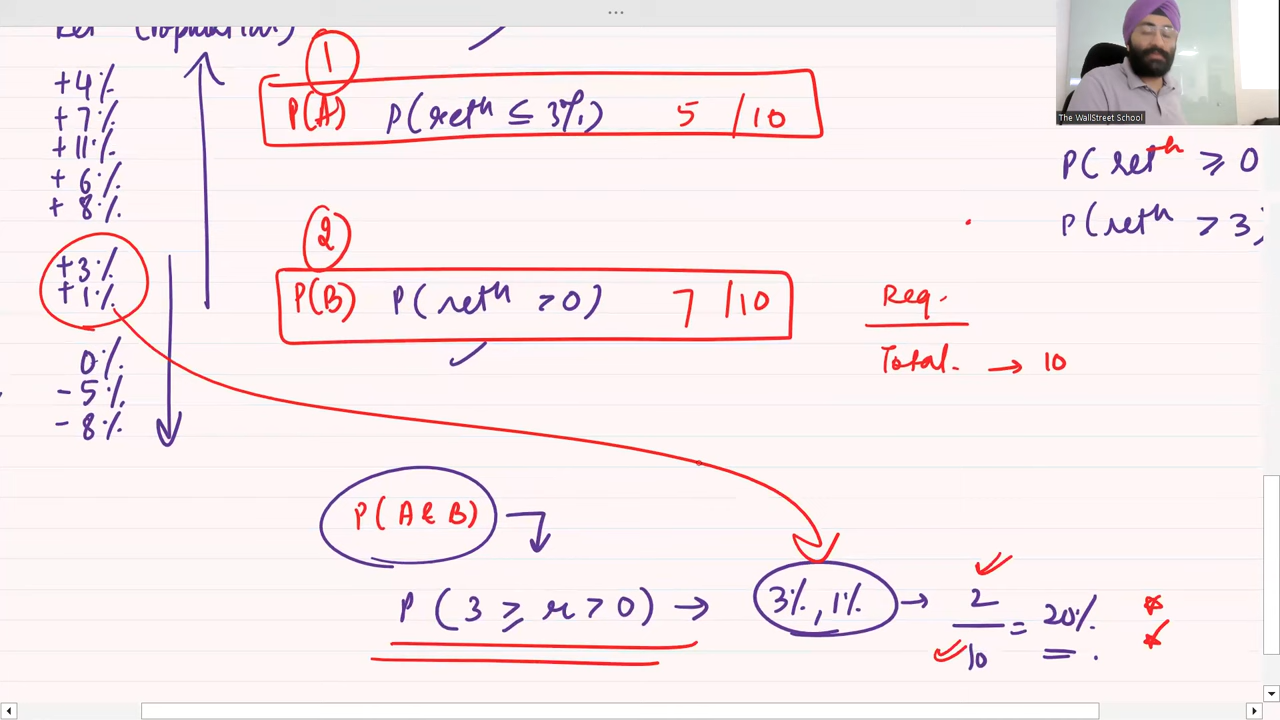 ①
+4%
+7%
+11%
+6%
+8%
P(A) P(retⁿ ≤ 3%) 5 /10
The WallStreet School
P(retⁿ ≥ 0
P(retⁿ > 3
②
+3%
+1%
P(B) P(retⁿ >0) 7 /10
Req.
Total. → 10
0%
-5%
-8%
P(A & B)
P (3 ≥ r > 0) → 3%, 1% → 2/10 = 20%